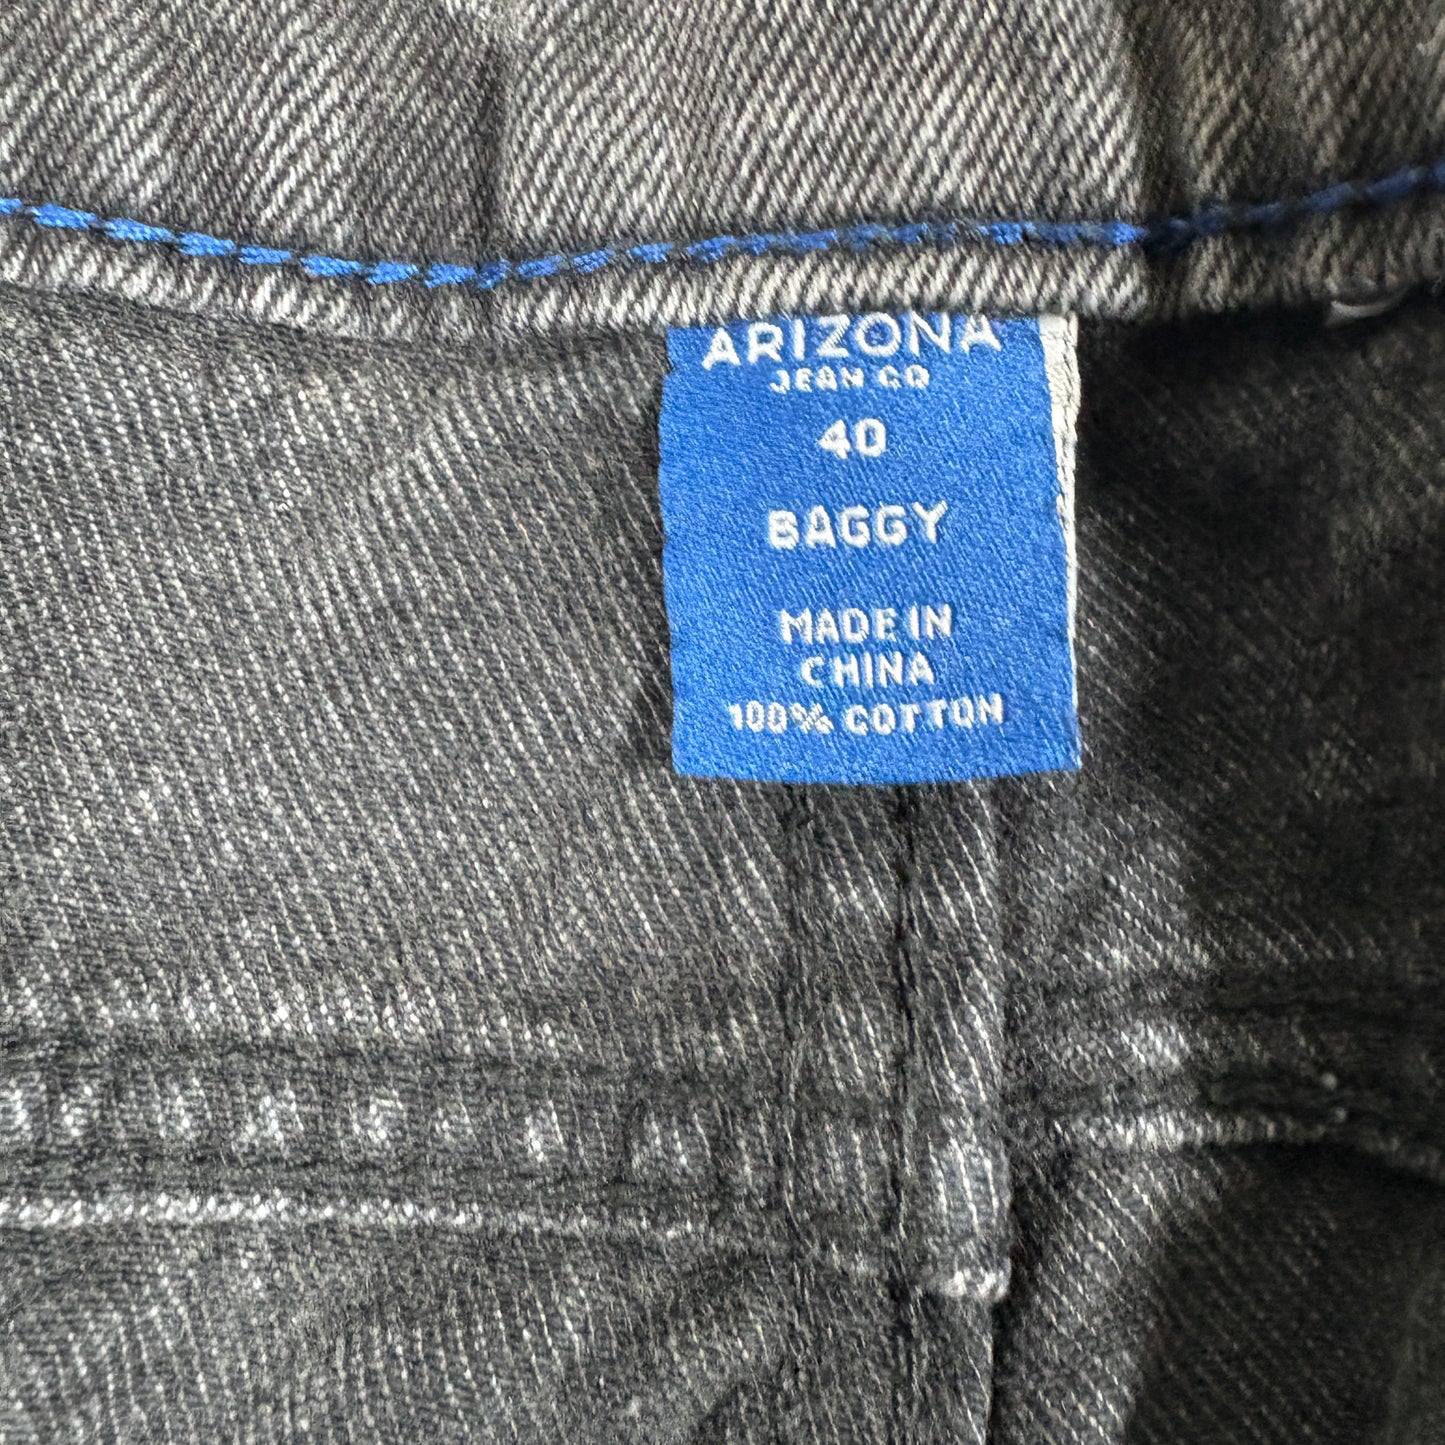 ARIZONA
JEAN CO
40
BAGGY
MADE IN
CHINA
100% COTTON